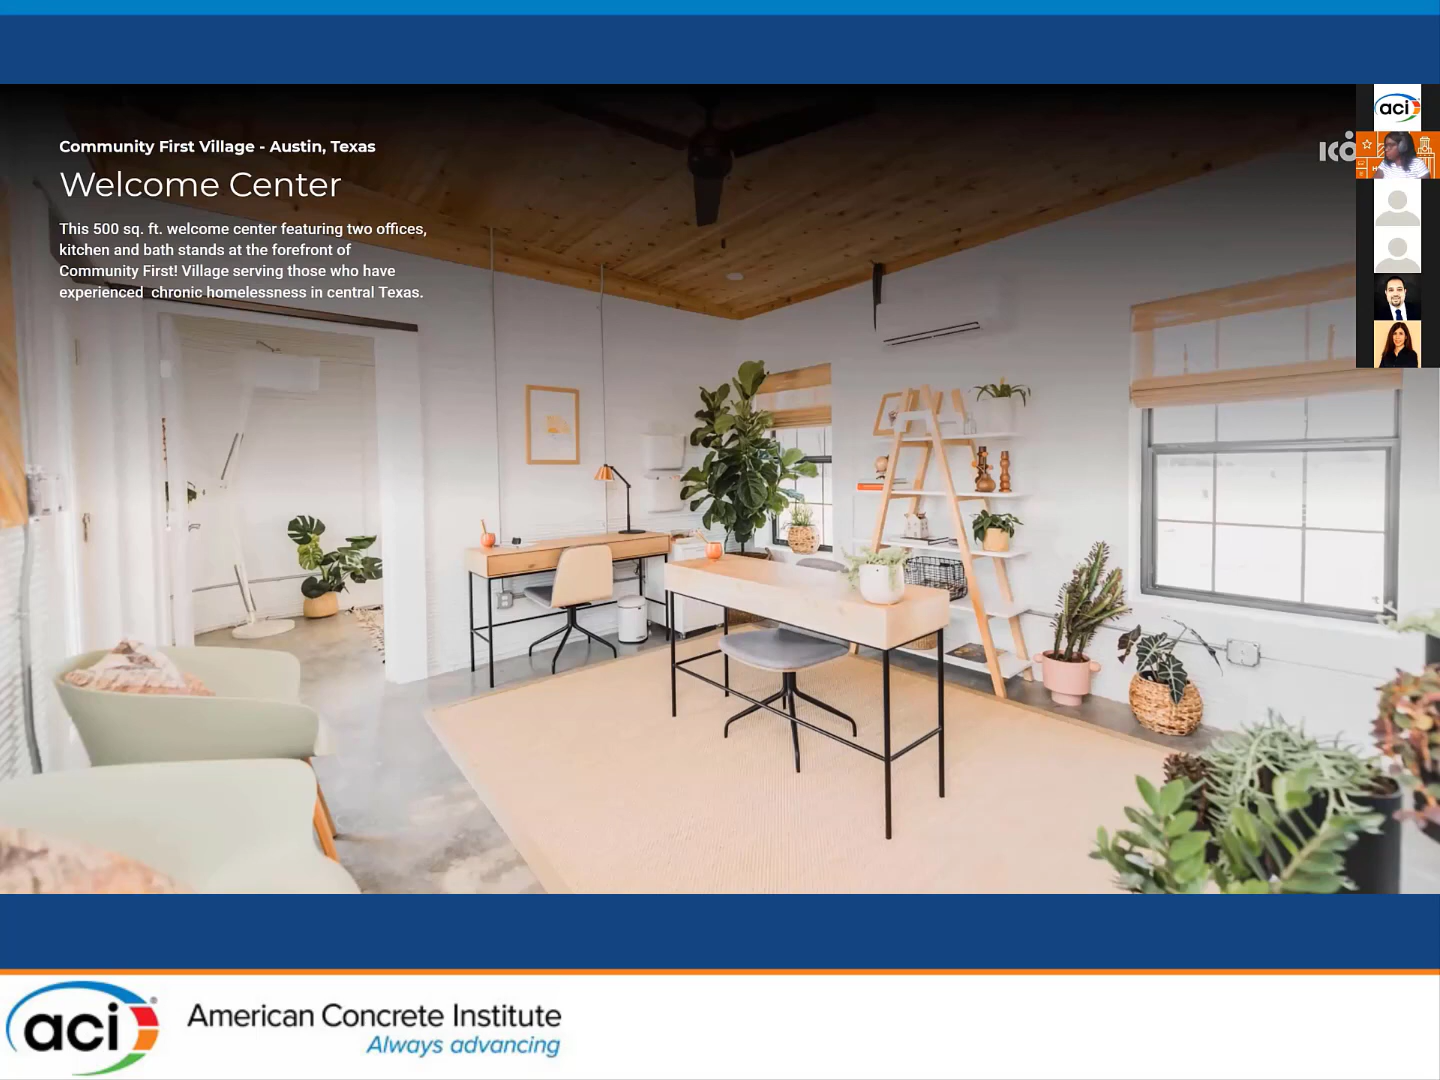 Community First Village - Austin, Texas
Welcome Center
This 500 sq. ft. welcome center featuring two offices,
kitchen and bath stands at the forefront of
Community First! Village serving those who have
experienced  chronic homelessness in central Texas.
aci
aci®
American Concrete Institute
Always advancing